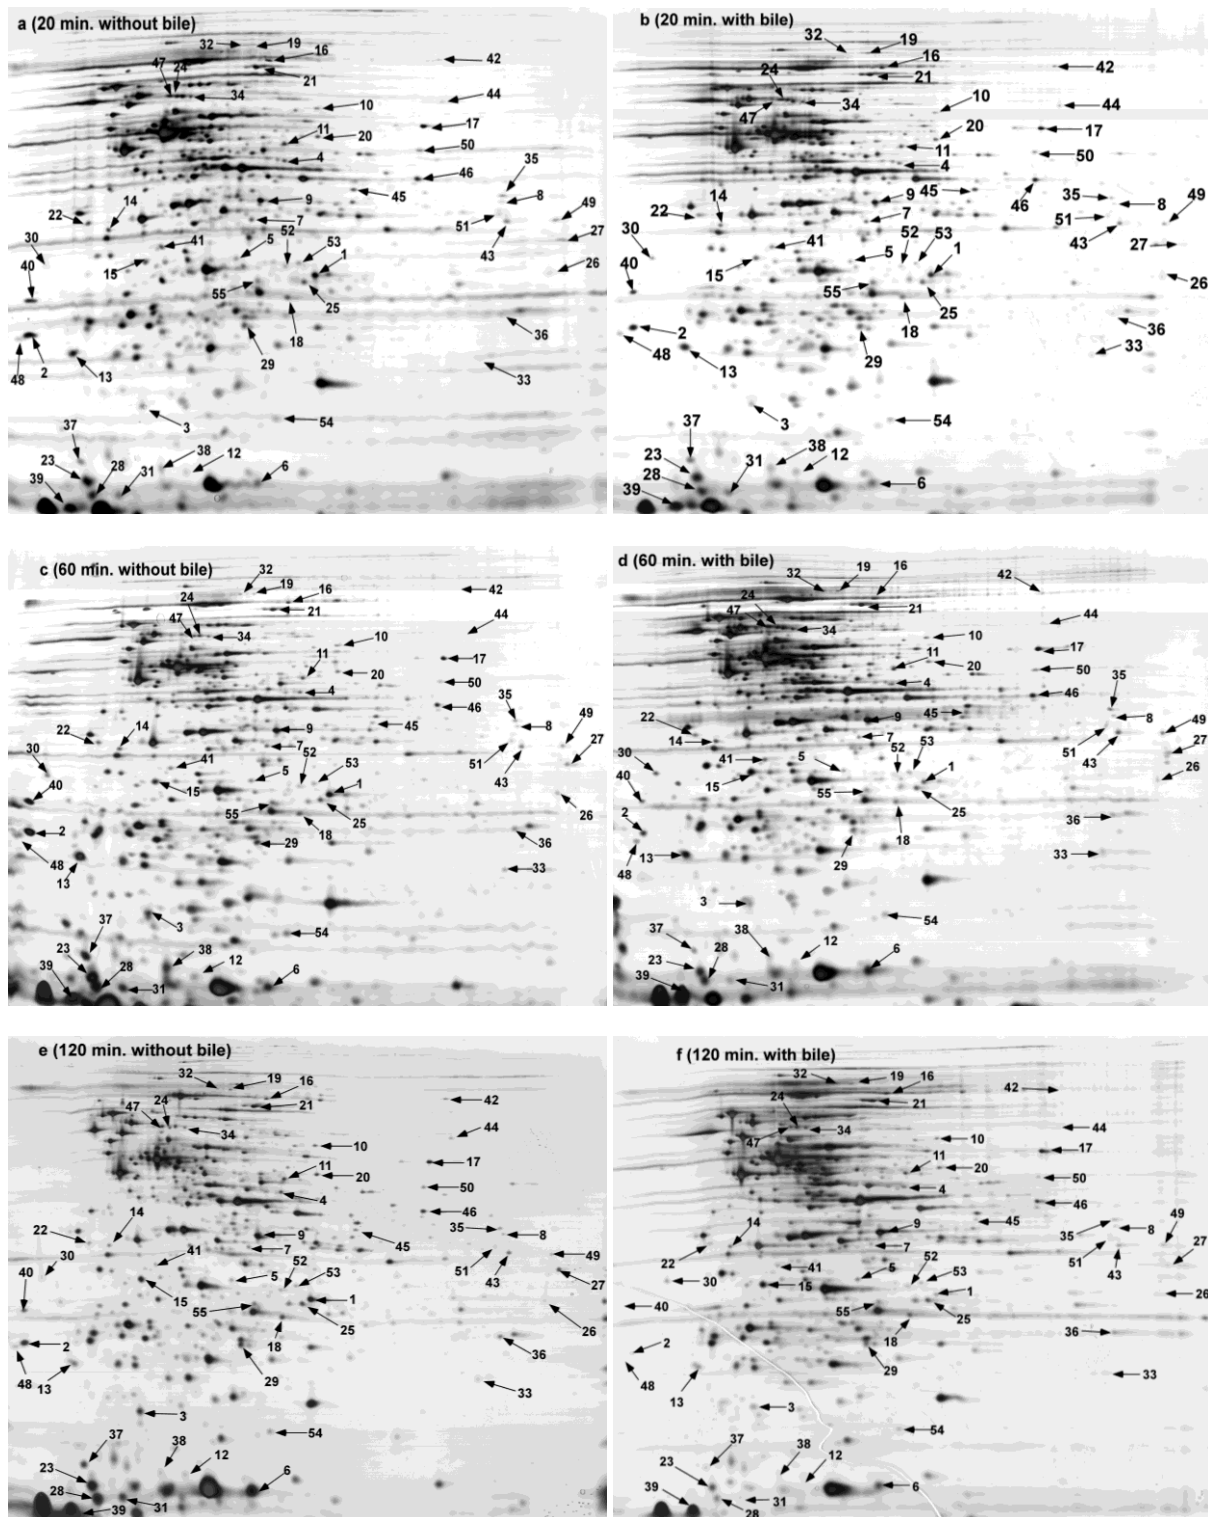 a (20 min. without bile)
32 19 16 42
47 24 21
34 44
10
11 20 17
4 50
35
45 46 8
14 9 49
22 7 51
41 5 52 53 43 27
30
40 15 1 26
55 25
18 36
29
48 2 13 33
3 54
37
23 28 31 38 12 6
39
b (20 min. with bile)
32 19 16 42
24 21
47 34 10 44
20 17
11 50
4
14 9 45 46 35 8 49
22 7 51
41 5 52 53 43 27
30
40 15 1 26
55 25
18 36
2 29 33
48 13
3 54
37
23 38 12
28 31 6
39
c (60 min. without bile)
32 19 16 42
24 21
47 34 44
10
11 17
20 50
4 35
14 9 45 46 8 49
22 7 51 27
30 41 5 52 53 43
40 15 1 26
55 25
18
2 29 36
48
13 33
37 3 54
23 38 12
39 28 31 6
d (60 min. with bile)
32 19 16 42
24 21
47 34 44
10
14 11 17
20 50
4 35
22 9 45 46 8 49
14 7 52 53 51 27
30 41 5 43
40 15 1 26
55 25
2 18 36
13 29 33
48
3 54
37 28 38 12
23 31 6
39
e (120 min. without bile)
32 19 16 42
24 21
47 34 44
10
11 20 17
4 50
46
22 14 9 45 35 8
7 51 43 49
30 41 52 53
40 5 27
15 1
55 25 26
2 18 36
48 13 29 33
3 54
37 38 12
23 6
28 39 31
f (120 min. with bile)
32 19 16 42
24 21
47 34 44
10 17
11 20 50
4 46
14 9 45 35 8 49
22 7 51 43 27
41 5 52 53
30 15 1 26
40 55 25
18 36
2 29
48 13 33
3 54
37 38 12
23 6
39 28 31